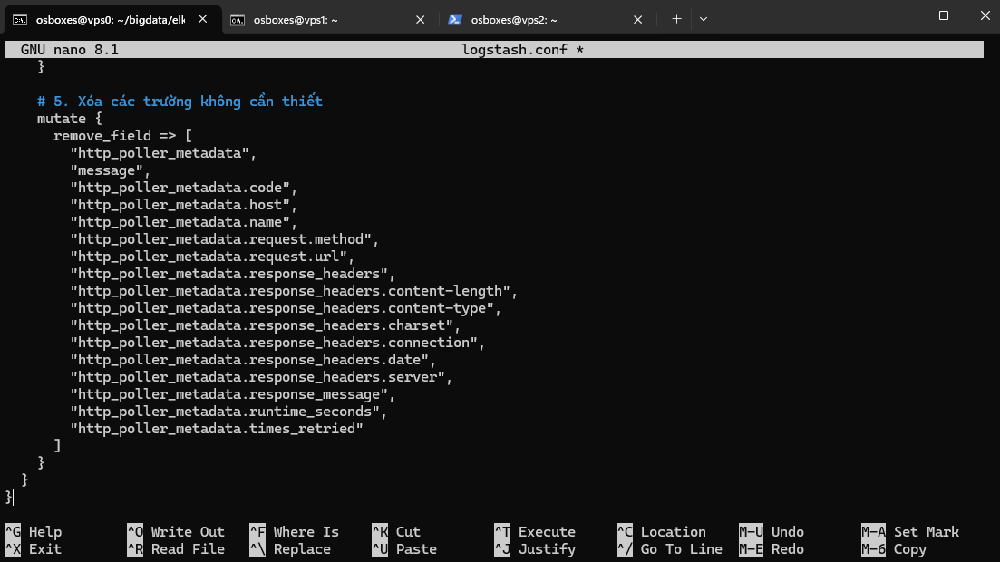 osboxes@vps0: ~/bigdata/elk
osboxes@vps1: ~
osboxes@vps2: ~
GNU nano 8.1 logstash.conf *
}
# 5. Xóa các trường không cần thiết
mutate {
remove_field => [
"http_poller_metadata",
"message",
"http_poller_metadata.code",
"http_poller_metadata.host",
"http_poller_metadata.name",
"http_poller_metadata.request.method",
"http_poller_metadata.request.url",
"http_poller_metadata.response_headers",
"http_poller_metadata.response_headers.content-length",
"http_poller_metadata.response_headers.content-type",
"http_poller_metadata.response_headers.charset",
"http_poller_metadata.response_headers.connection",
"http_poller_metadata.response_headers.date",
"http_poller_metadata.response_headers.server",
"http_poller_metadata.response_message",
"http_poller_metadata.runtime_seconds",
"http_poller_metadata.times_retried"
]
}
}
}
^G Help ^O Write Out ^F Where Is ^K Cut ^T Execute ^C Location M-U Undo M-A Set Mark
^X Exit ^R Read File ^\ Replace ^U Paste ^J Justify ^/ Go To Line M-E Redo M-6 Copy